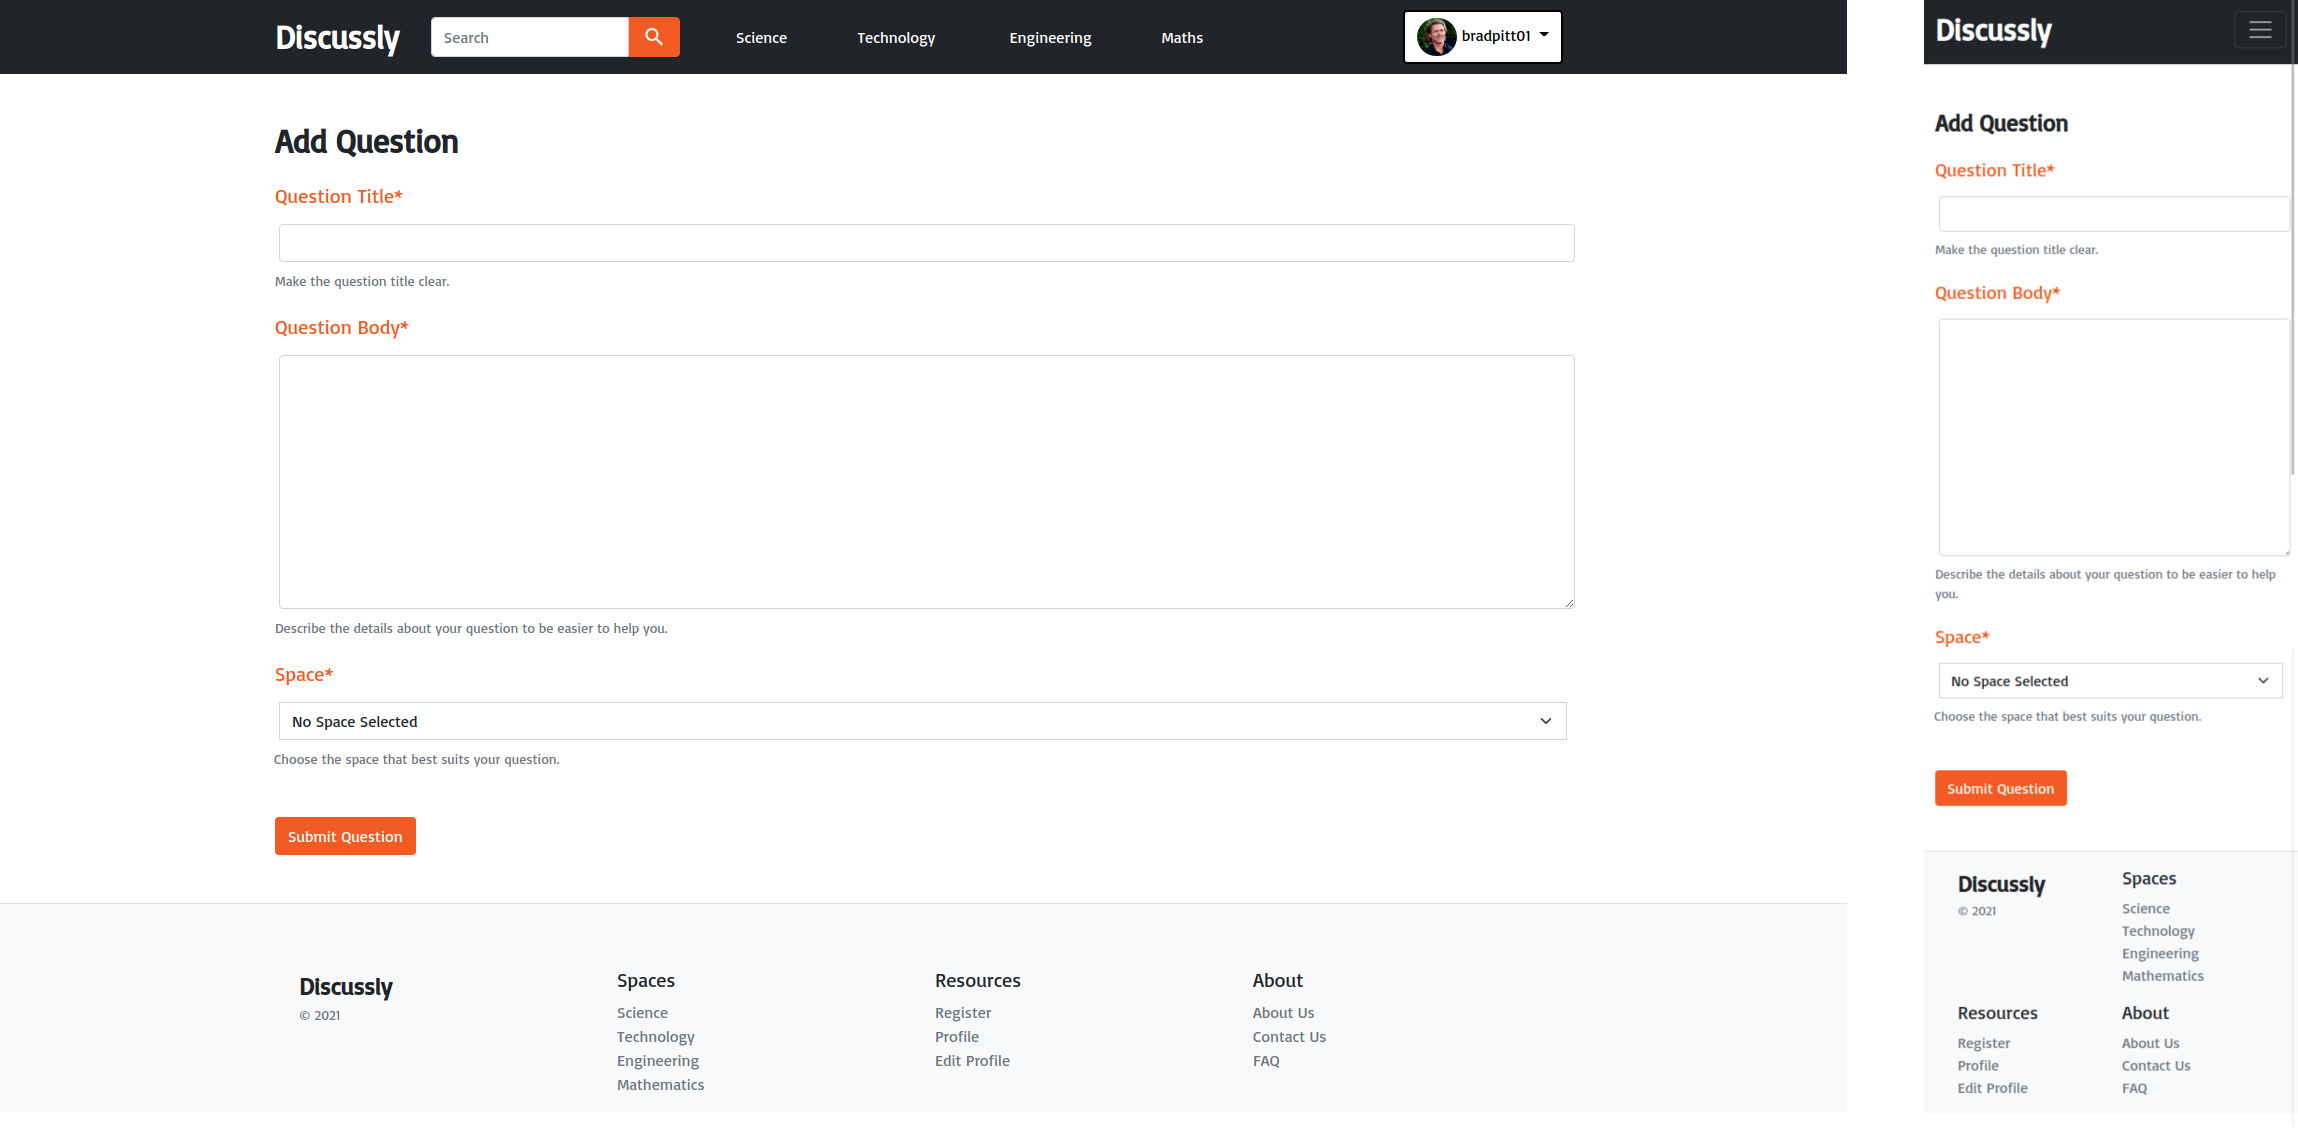 Discussly
Search
Science
Technology
Engineering
Maths
bradpitt01
Add Question
Question Title*
Make the question title clear.
Question Body*
Describe the details about your question to be easier to help you.
Space*
No Space Selected
Choose the space that best suits your question.
Submit Question
Discussly
© 2021
Spaces
Science
Technology
Engineering
Mathematics
Resources
Register
Profile
Edit Profile
About
About Us
Contact Us
FAQ
Discussly
Add Question
Question Title*
Make the question title clear.
Question Body*
Describe the details about your question to be easier to help
you.
Space*
No Space Selected
Choose the space that best suits your question.
Submit Question
Discussly
© 2021
Spaces
Science
Technology
Engineering
Mathematics
Resources
Register
Profile
Edit Profile
About
About Us
Contact Us
FAQ